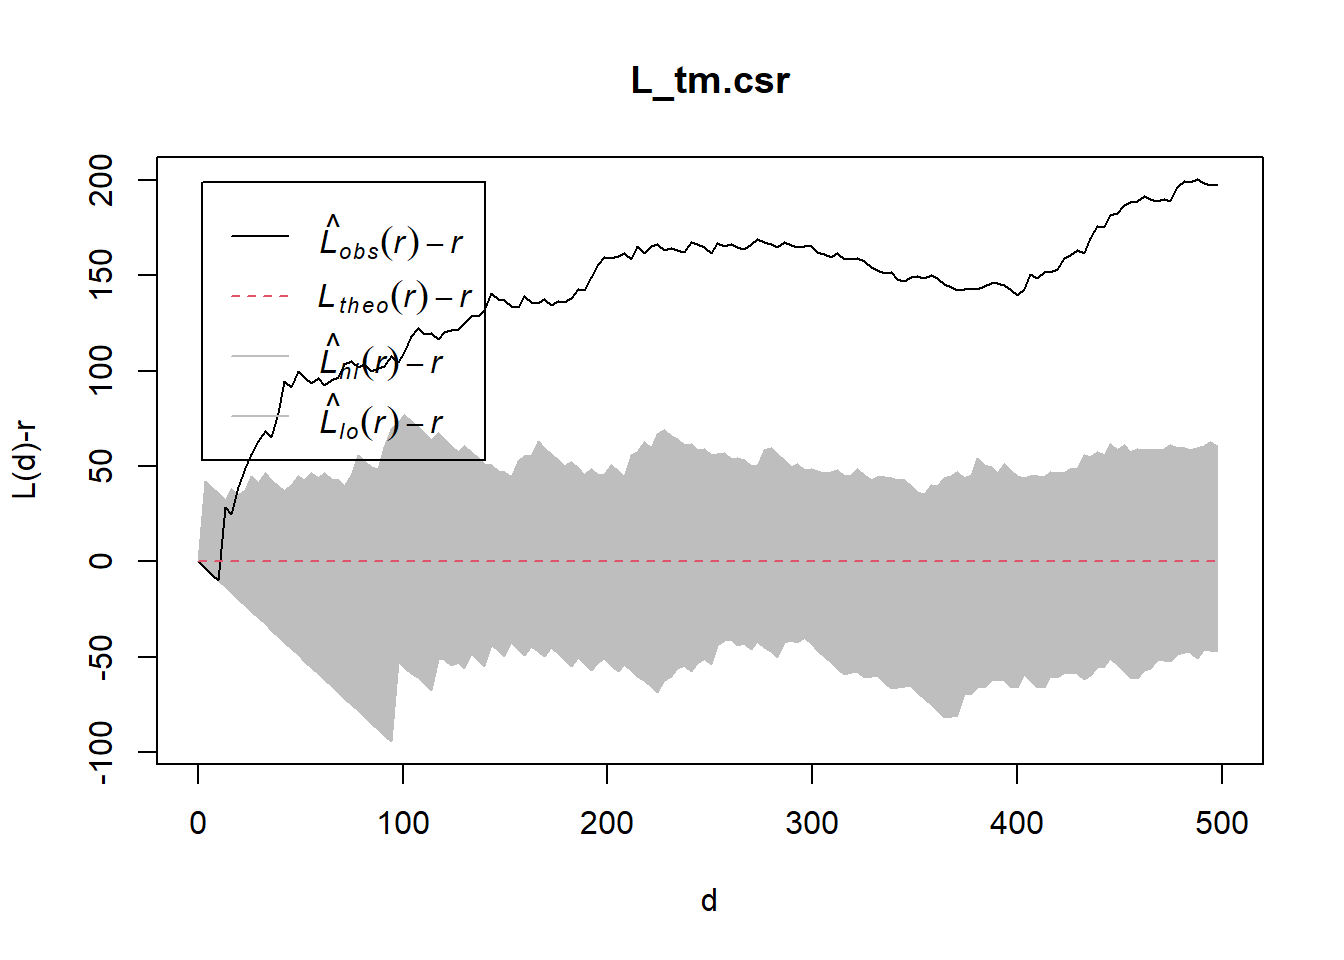 L_tm.csr
L(d)-r
200
150
100
50
0
-50
-100
L̂obs(r) − r
Ltheo(r) − r
L̂hi(r) − r
L̂lo(r) − r
0 100 200 300 400 500
d